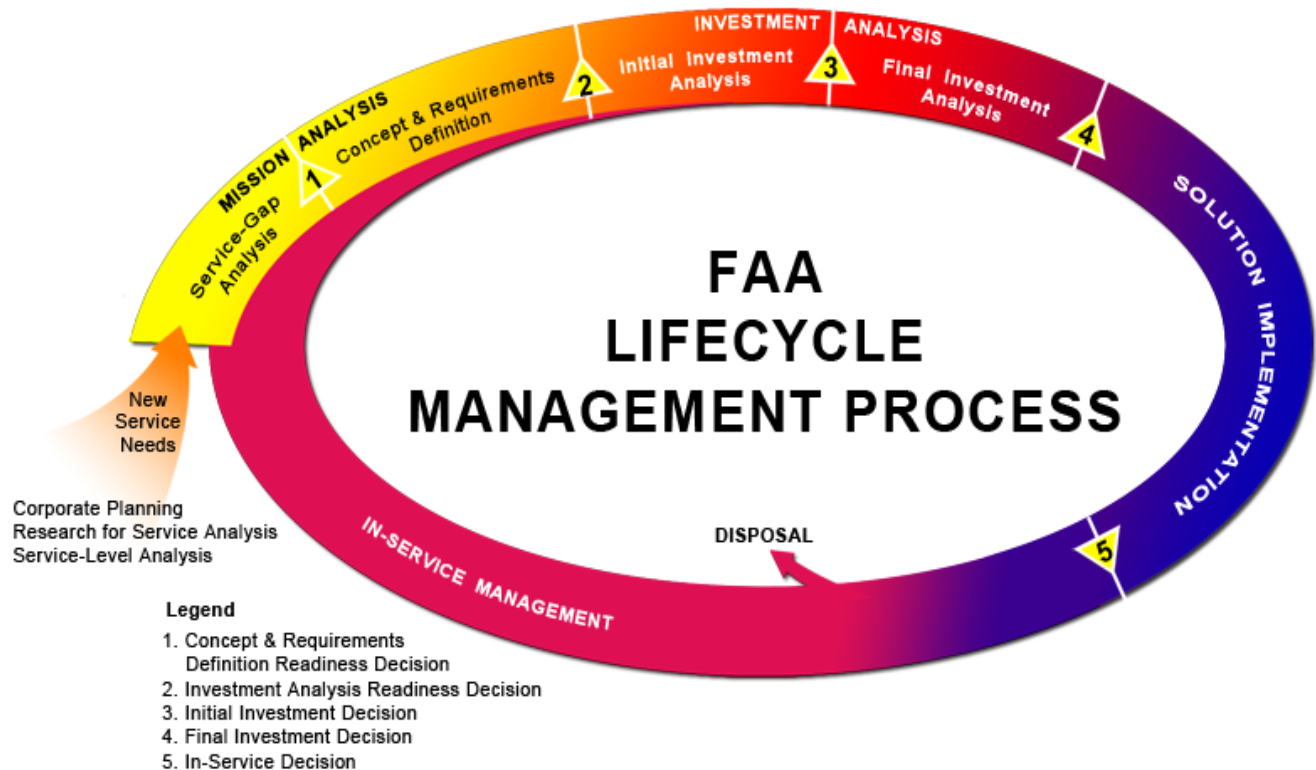 INVESTMENT ANALYSIS
Initial Investment
Analysis
Final Investment
Analysis
2
3
4
MISSION ANALYSIS
Concept & Requirements
Definition
1
Service-Gap
Analysis
SOLUTION IMPLEMENTATION
FAA
LIFECYCLE
MANAGEMENT PROCESS
New
Service
Needs
Corporate Planning
Research for Service Analysis
Service-Level Analysis
IN-SERVICE MANAGEMENT
DISPOSAL
5
Legend
1. Concept & Requirements
Definition Readiness Decision
2. Investment Analysis Readiness Decision
3. Initial Investment Decision
4. Final Investment Decision
5. In-Service Decision